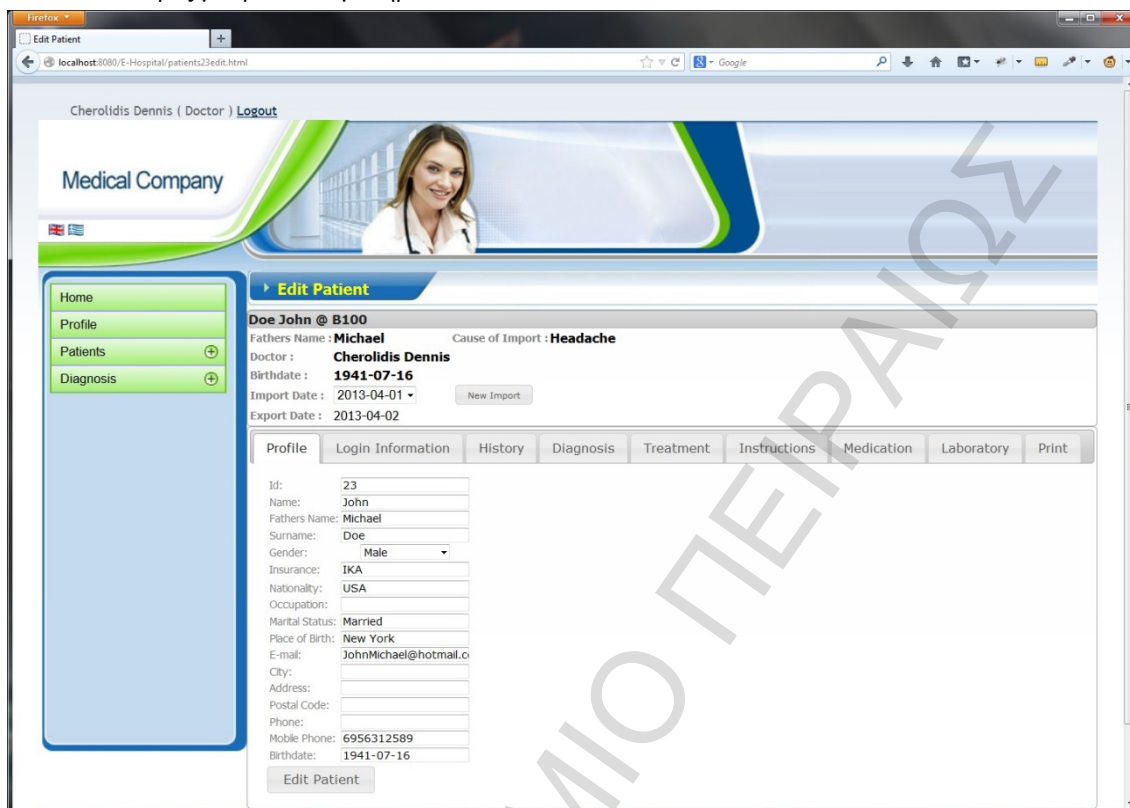 Firefox
Edit Patient
localhost:8080/E-Hospital/patients23edit.html
Google
Cherolidis Dennis ( Doctor ) Logout
Medical Company
Home
Profile
Patients
Diagnosis
Edit Patient
Doe John @ B100
Fathers Name : Michael Cause of Import : Headache
Doctor : Cherolidis Dennis
Birthdate : 1941-07-16
Import Date : 2013-04-01 New Import
Export Date : 2013-04-02
Profile Login Information History Diagnosis Treatment Instructions Medication Laboratory Print
Id: 23
Name: John
Fathers Name: Michael
Surname: Doe
Gender: Male
Insurance: IKA
Nationality: USA
Occupation:
Marital Status: Married
Place of Birth: New York
E-mail: JohnMichael@hotmail.c
City:
Address:
Postal Code:
Phone:
Mobile Phone: 6956312589
Birthdate: 1941-07-16
Edit Patient
ΜΙΟ ΠΕΙΡΑΙΩΣ